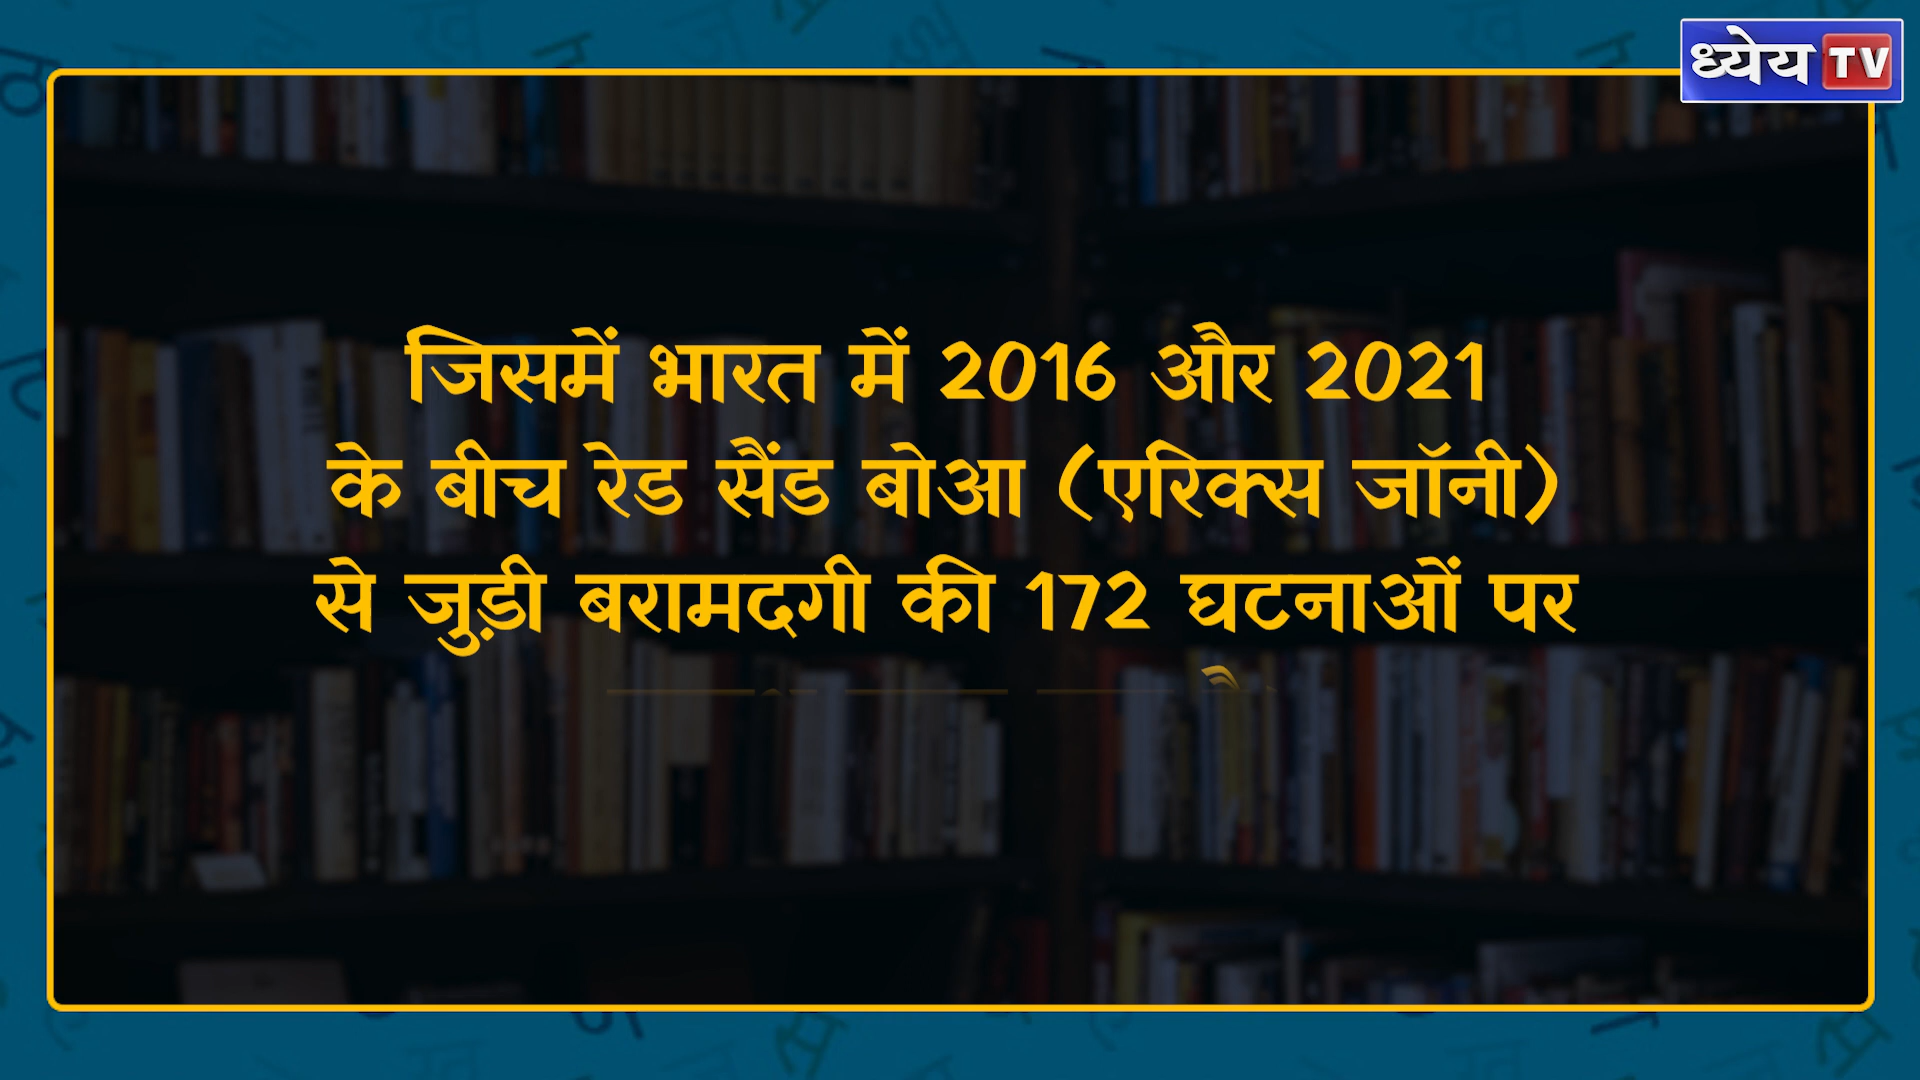 ध्येय TV
जिसमें भारत में 2016 और 2021
के बीच रेड सैंड बोआ (एरिक्स जॉनी)
से जुड़ी बरामदगी की 172 घटनाओं पर